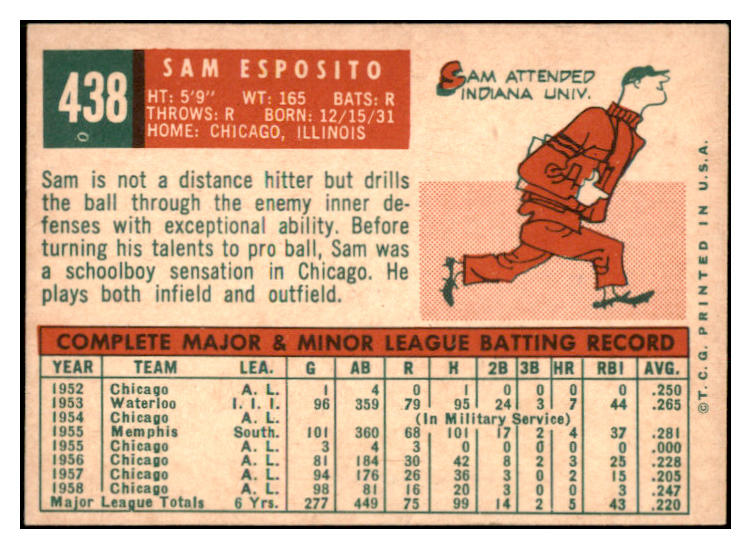 438
SAM ESPOSITO
HT: 5'9" WT: 165 BATS: R
THROWS: R BORN: 12/15/31
HOME: CHICAGO, ILLINOIS
SAM ATTENDED
INDIANA UNIV.
Sam is not a distance hitter but drills
the ball through the enemy inner de-
fenses with exceptional ability. Before
turning his talents to pro ball, Sam was
a schoolboy sensation in Chicago. He
plays both infield and outfield.
COMPLETE MAJOR & MINOR LEAGUE BATTING RECORD
YEAR TEAM LEA. G AB R H 2B 3B HR RBI AVG.
1952 Chicago A. L. 1 4 0 1 0 0 0 0 .250
1953 Waterloo I. I. I. 96 359 79 95 24 3 7 44 .265
1954 Chicago A. L. (In Military Service)
1955 Memphis South. 101 360 68 101 17 2 4 37 .281
1955 Chicago A. L. 3 4 3 0 0 0 0 0 .000
1956 Chicago A. L. 81 184 30 42 8 2 3 25 .228
1957 Chicago A. L. 94 176 26 36 3 0 2 15 .205
1958 Chicago A. L. 98 81 16 20 3 0 0 3 .247
Major League Totals 6 Yrs. 277 449 75 99 14 2 5 43 .220
©T.C.G. PRINTED IN U.S.A.